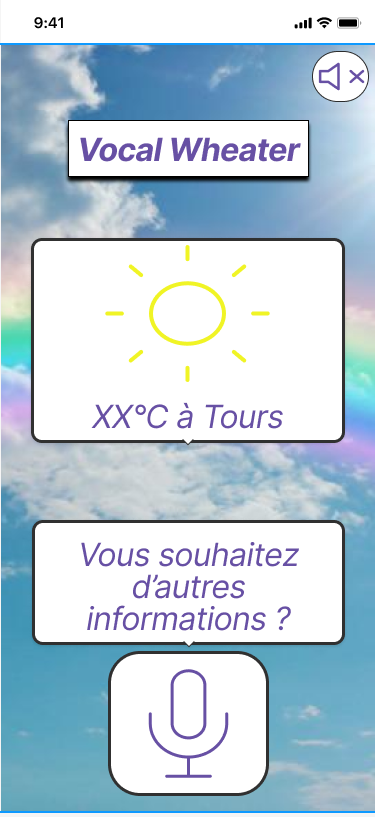 9:41
Vocal Wheater
XX°C à Tours
Vous souhaitez
d’autres
informations ?